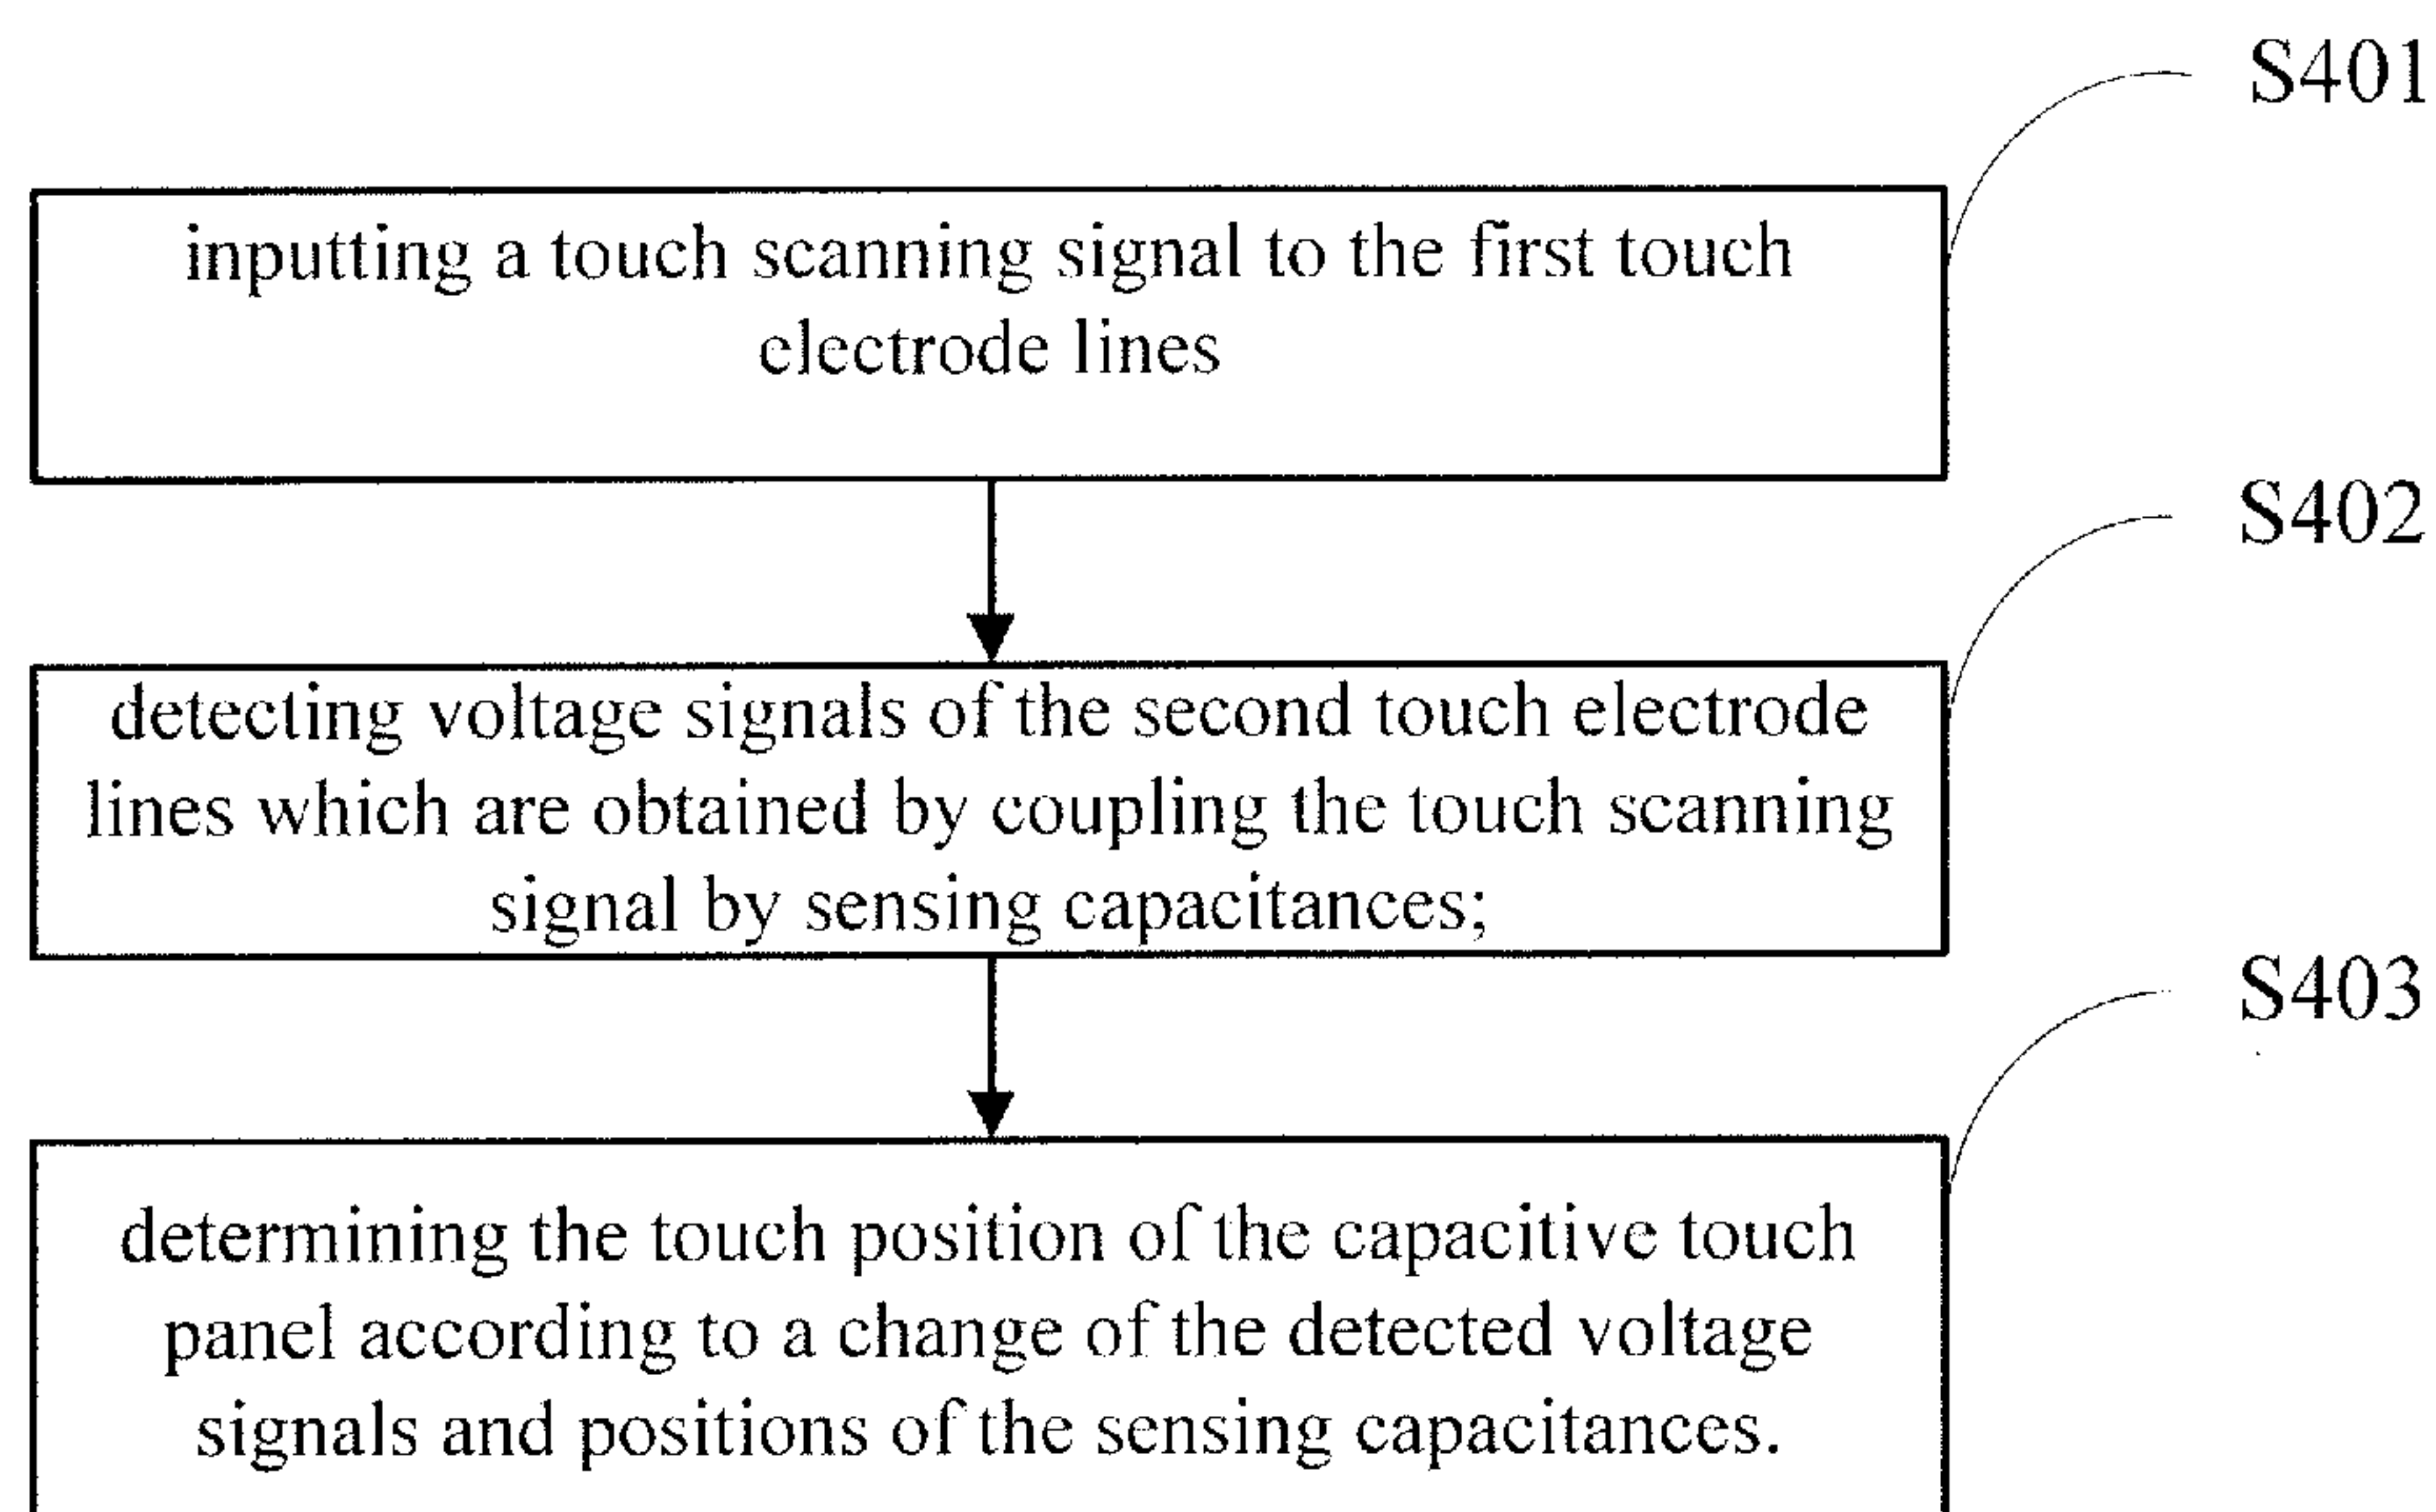 S401
inputting a touch scanning signal to the first touch
electrode lines
S402
detecting voltage signals of the second touch electrode
lines which are obtained by coupling the touch scanning
signal by sensing capacitances;
S403
determining the touch position of the capacitive touch
panel according to a change of the detected voltage
signals and positions of the sensing capacitances.